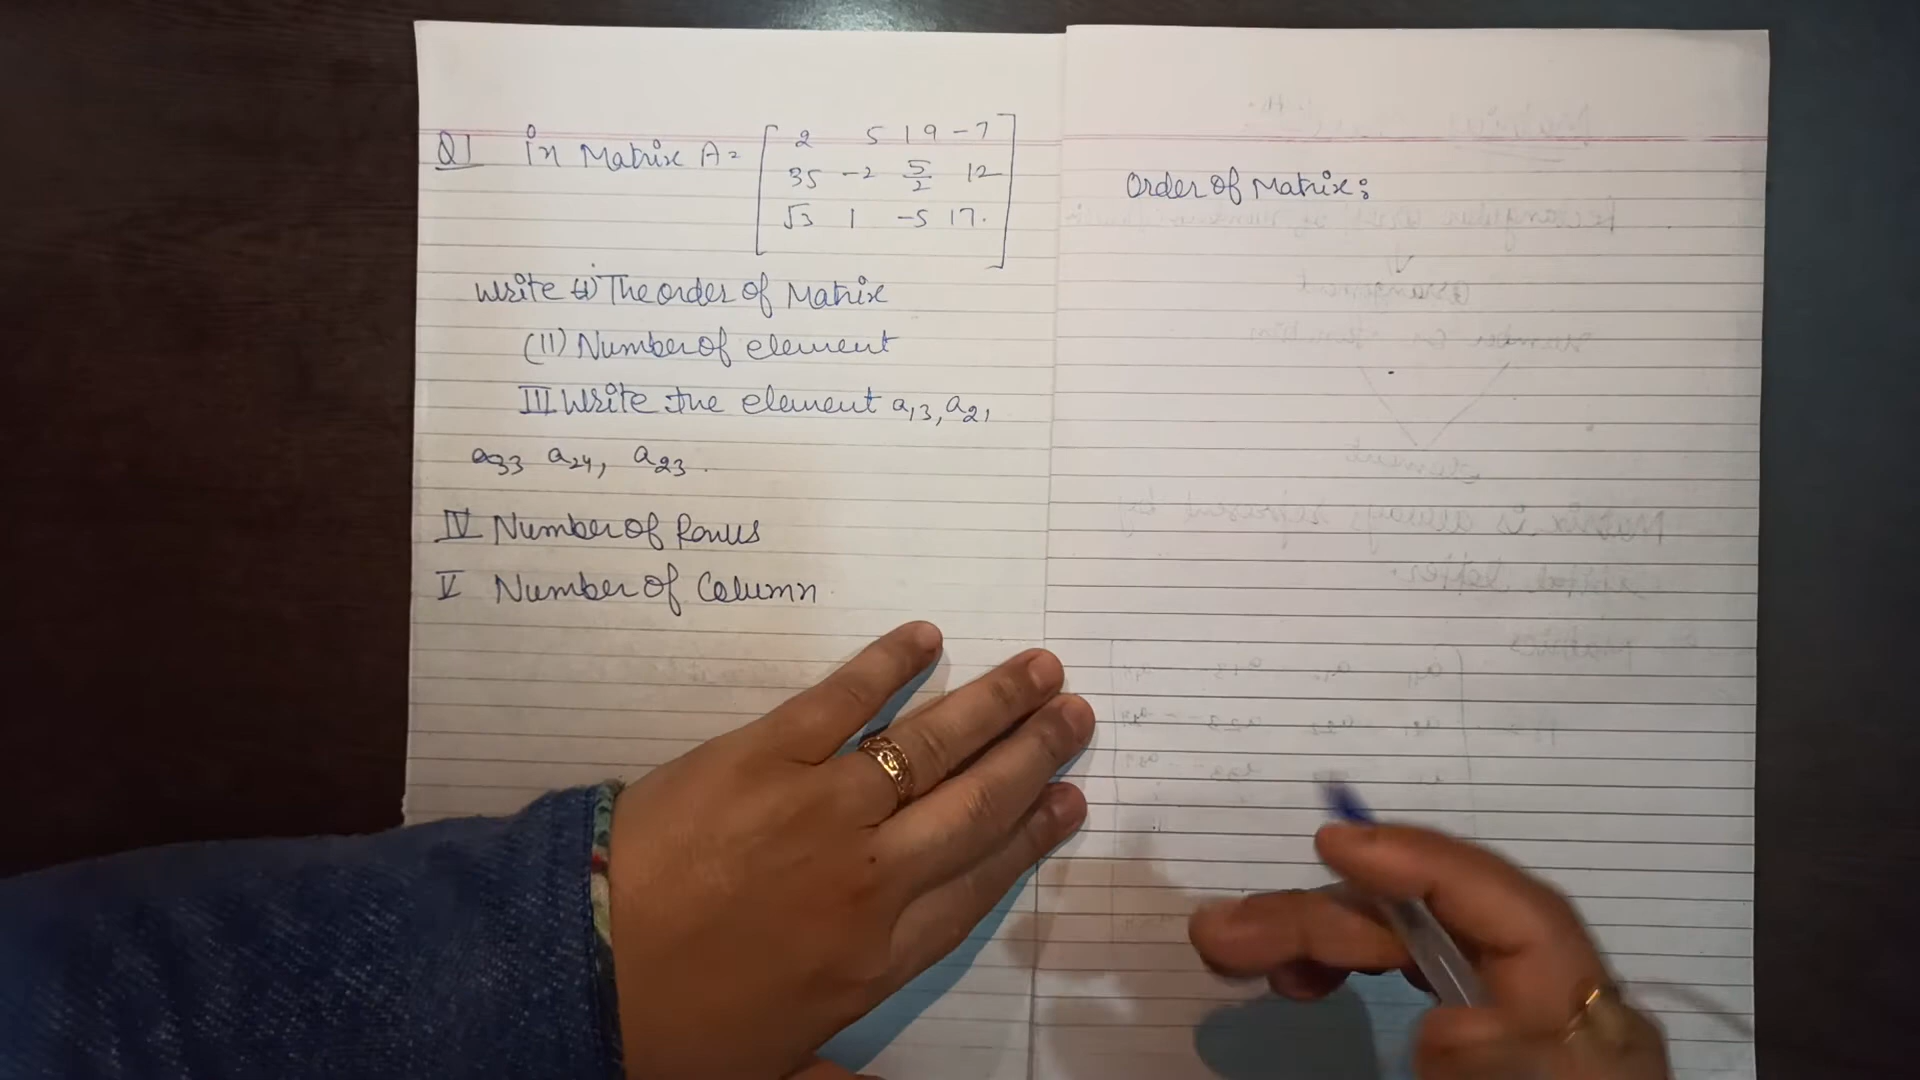 Q1 in Matrix A = [ 2 5 19 -7
35 -2 5/2 12
√3 1 -5 17. ]
Write (i) The order of Matrix
(II) Number of element
III Write the element a13, a21
a33 a24, a23.
IV Number of Rows
V Number of Column.
Order of Matrix: